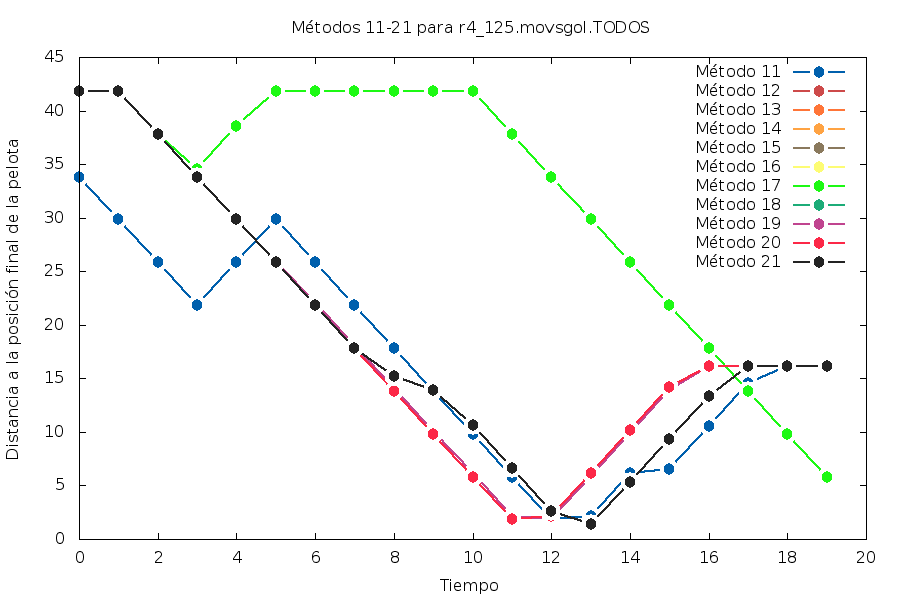 Métodos 11-21 para r4_125.movsgol.TODOS
Distancia a la posición final de la pelota
45
40
35
30
25
20
15
10
5
0
Método 11
Método 12
Método 13
Método 14
Método 15
Método 16
Método 17
Método 18
Método 19
Método 20
Método 21
0 2 4 6 8 10 12 14 16 18 20
Tiempo